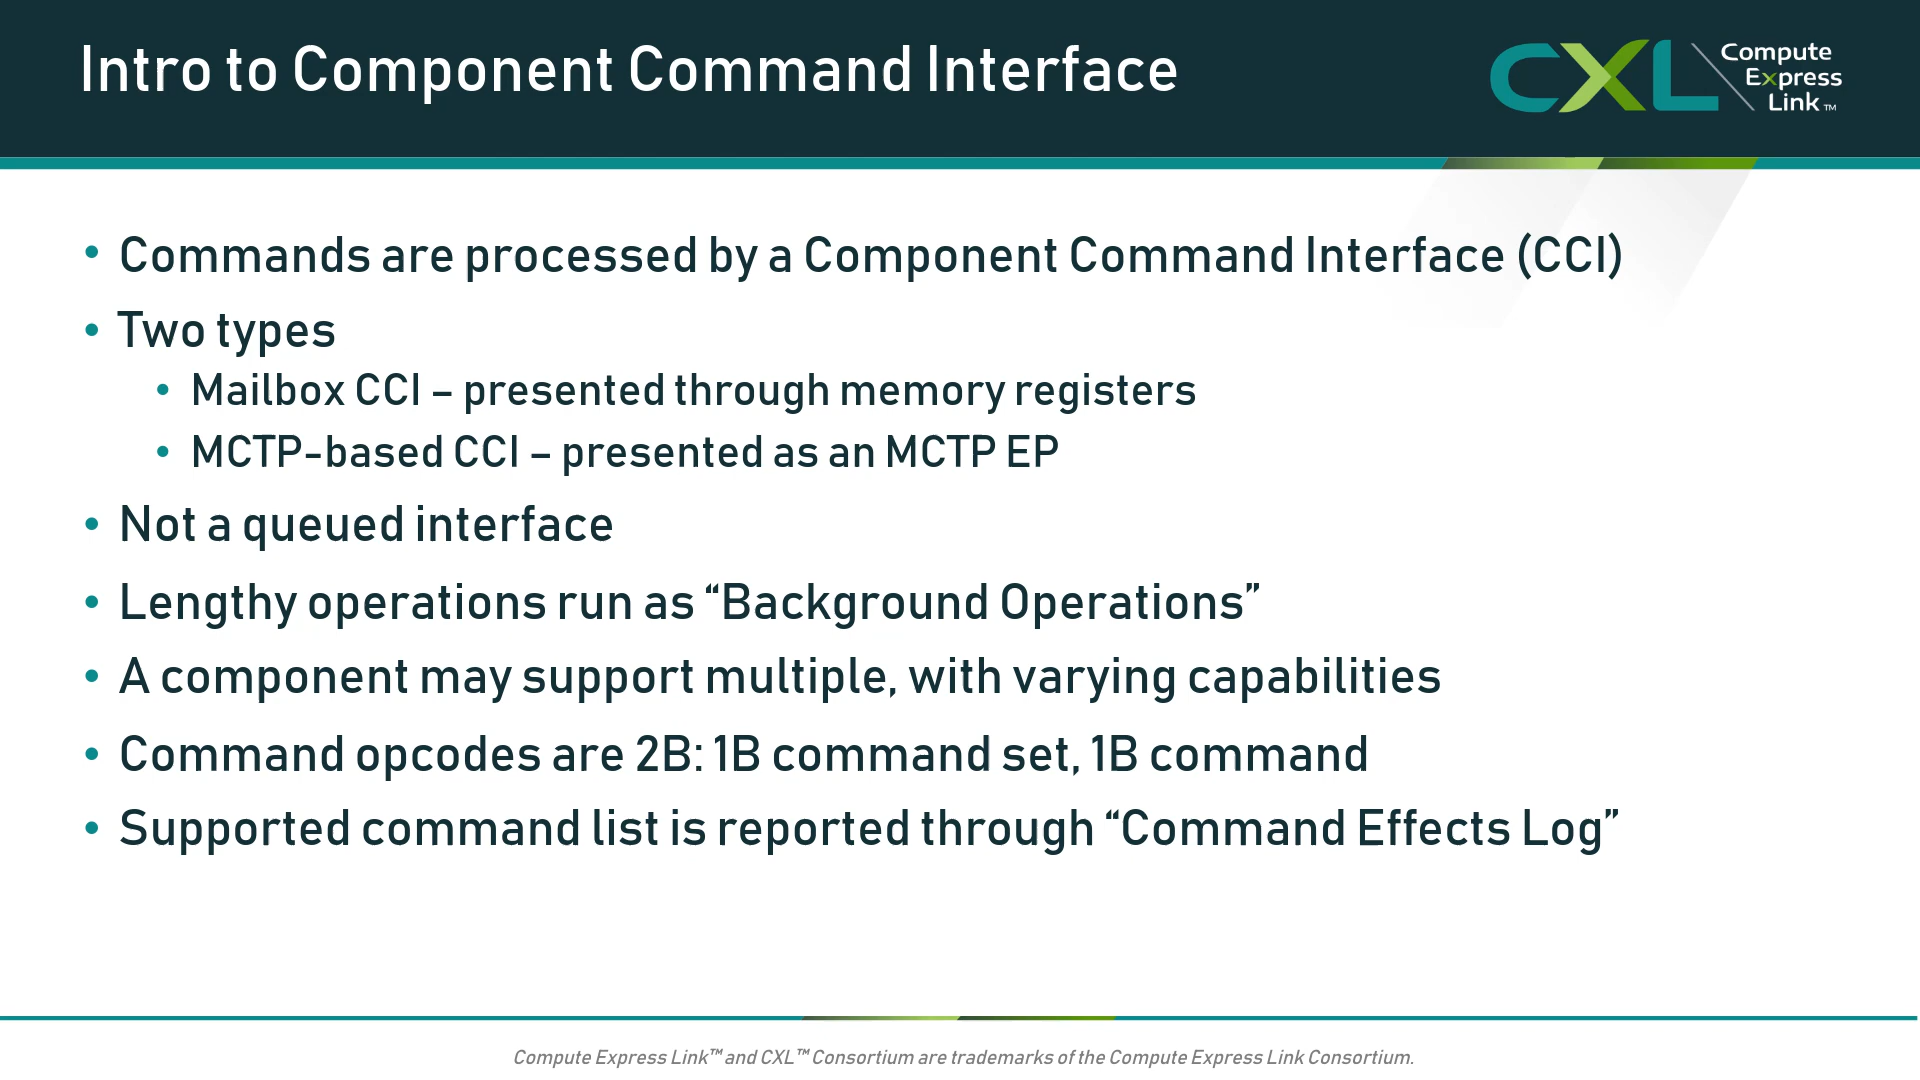 Intro to Component Command Interface
CXL
Compute
Express
Link™
• Commands are processed by a Component Command Interface (CCI)
• Two types
• Mailbox CCI – presented through memory registers
• MCTP-based CCI – presented as an MCTP EP
• Not a queued interface
• Lengthy operations run as “Background Operations”
• A component may support multiple, with varying capabilities
• Command opcodes are 2B: 1B command set, 1B command
• Supported command list is reported through “Command Effects Log”
Compute Express Link™ and CXL™ Consortium are trademarks of the Compute Express Link Consortium.